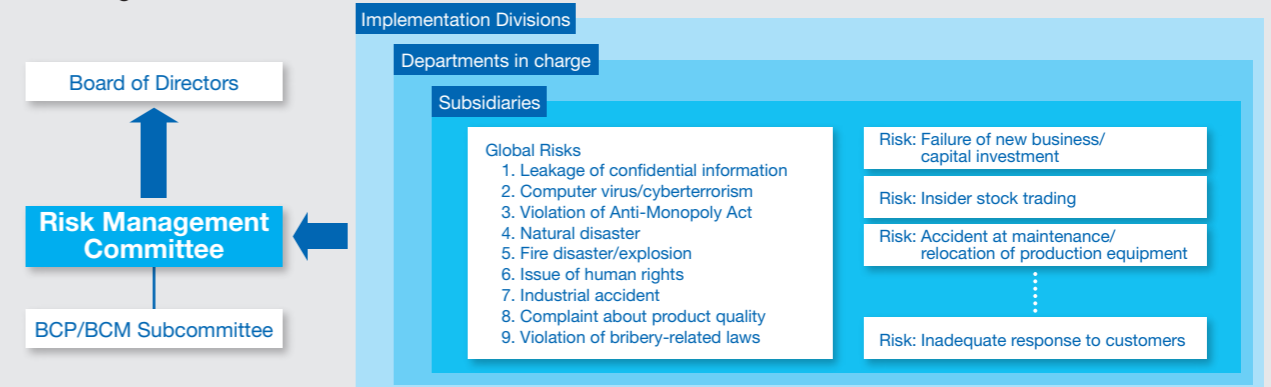 Implementation Divisions
Departments in charge
Board of Directors
Subsidiaries
Risk Management
Committee
BCP/BCM Subcommittee
Global Risks
1. Leakage of confidential information
2. Computer virus/cyberterrorism
3. Violation of Anti-Monopoly Act
4. Natural disaster
5. Fire disaster/explosion
6. Issue of human rights
7. Industrial accident
8. Complaint about product quality
9. Violation of bribery-related laws
Risk: Failure of new business/
capital investment
Risk: Insider stock trading
Risk: Accident at maintenance/
relocation of production equipment
Risk: Inadequate response to customers